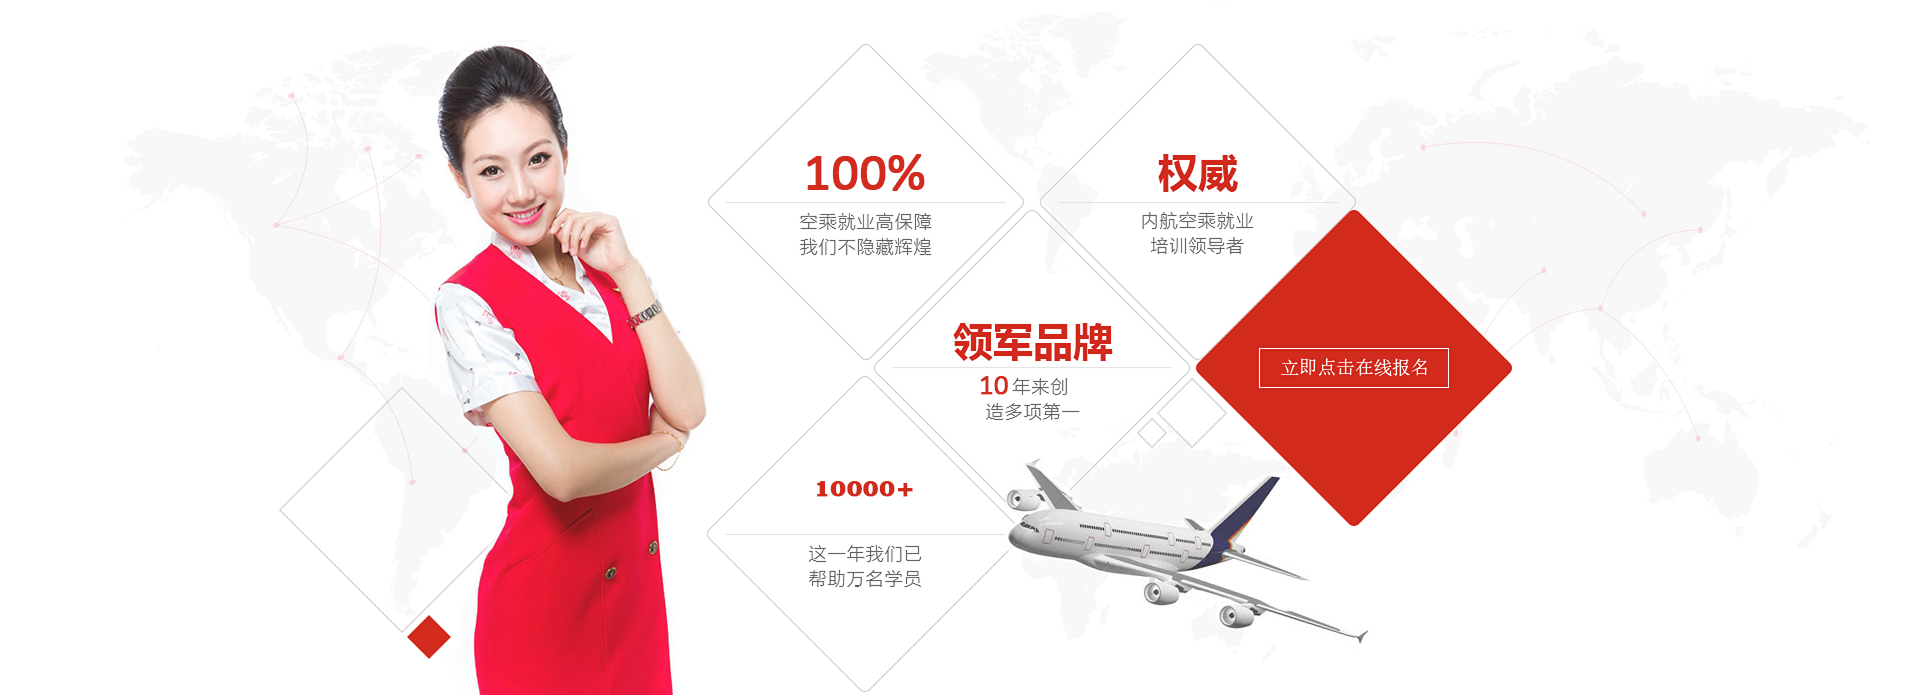 100%
空乘就业高保障
我们不隐藏辉煌
权威
内航空乘就业
培训领导者
领军品牌
10年来创
造多项第一
立即点击在线报名
10000+
这一年我们已
帮助万名学员